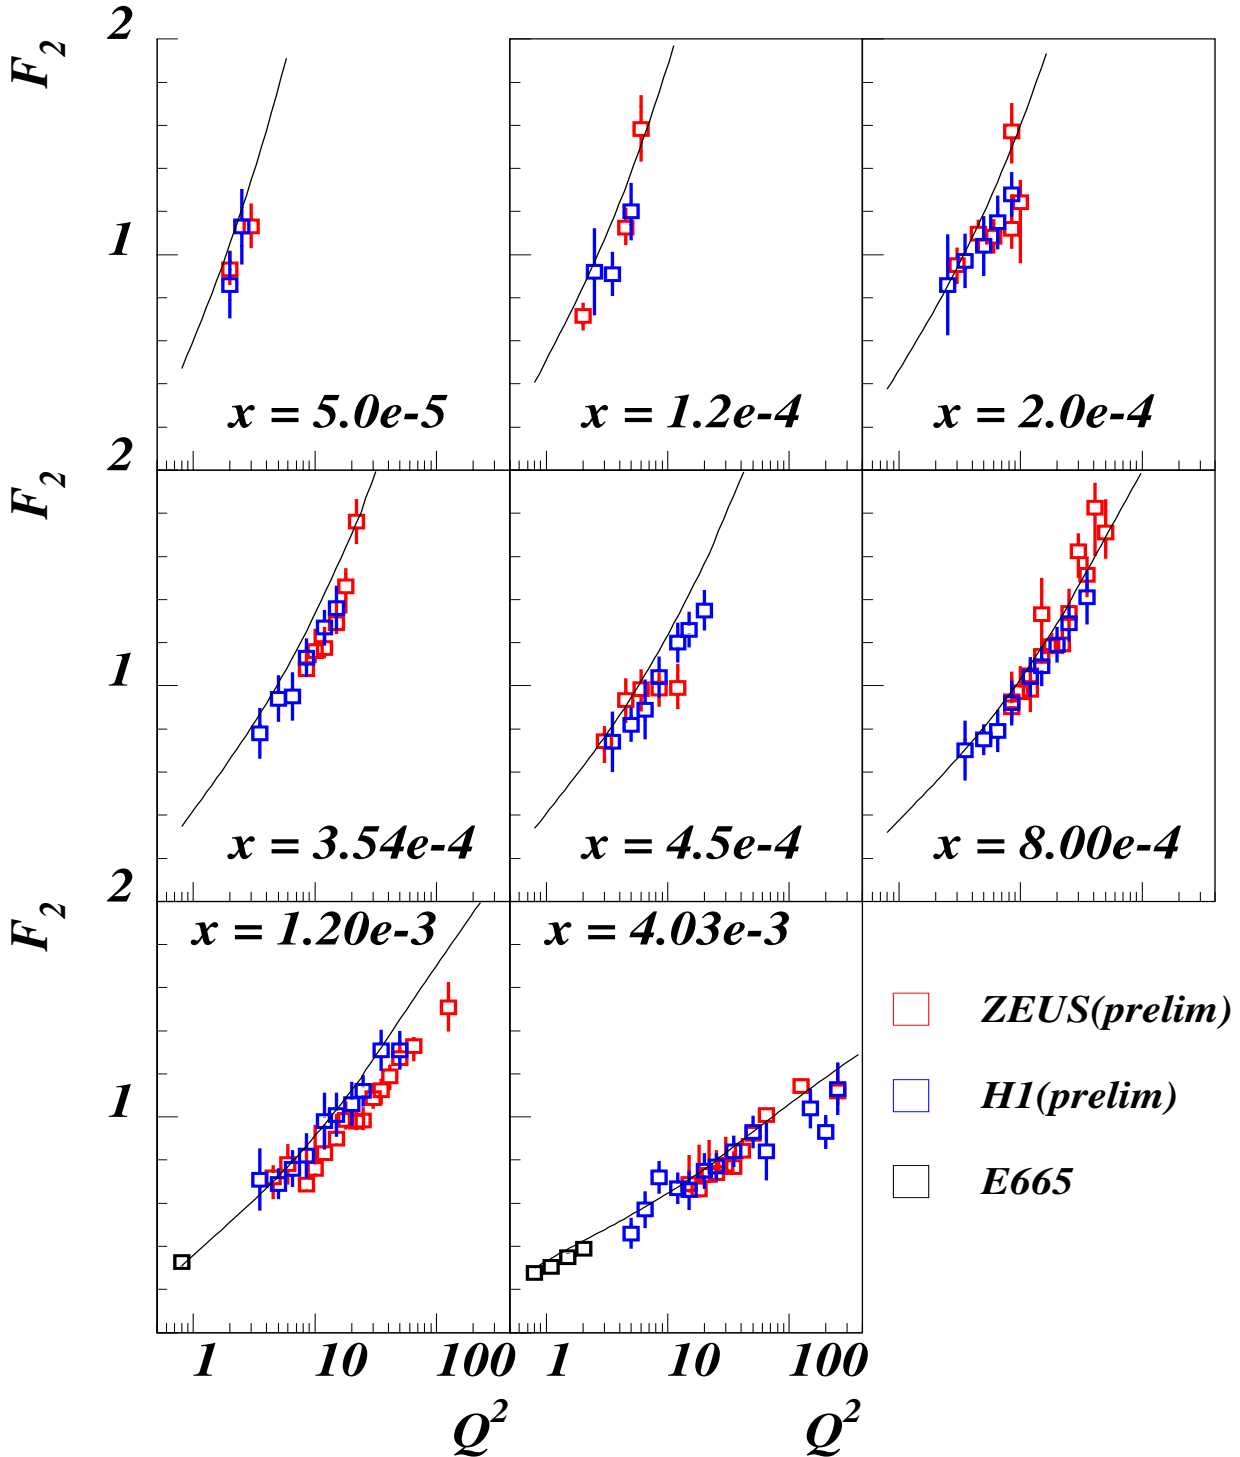 2
F2
1
x = 5.0e-5
x = 1.2e-4
x = 2.0e-4
2
F2
1
x = 3.54e-4
x = 4.5e-4
x = 8.00e-4
2
F2
x = 1.20e-3
x = 4.03e-3
1
ZEUS(prelim)
H1(prelim)
E665
1 10 100
1 10 100
Q²
Q²